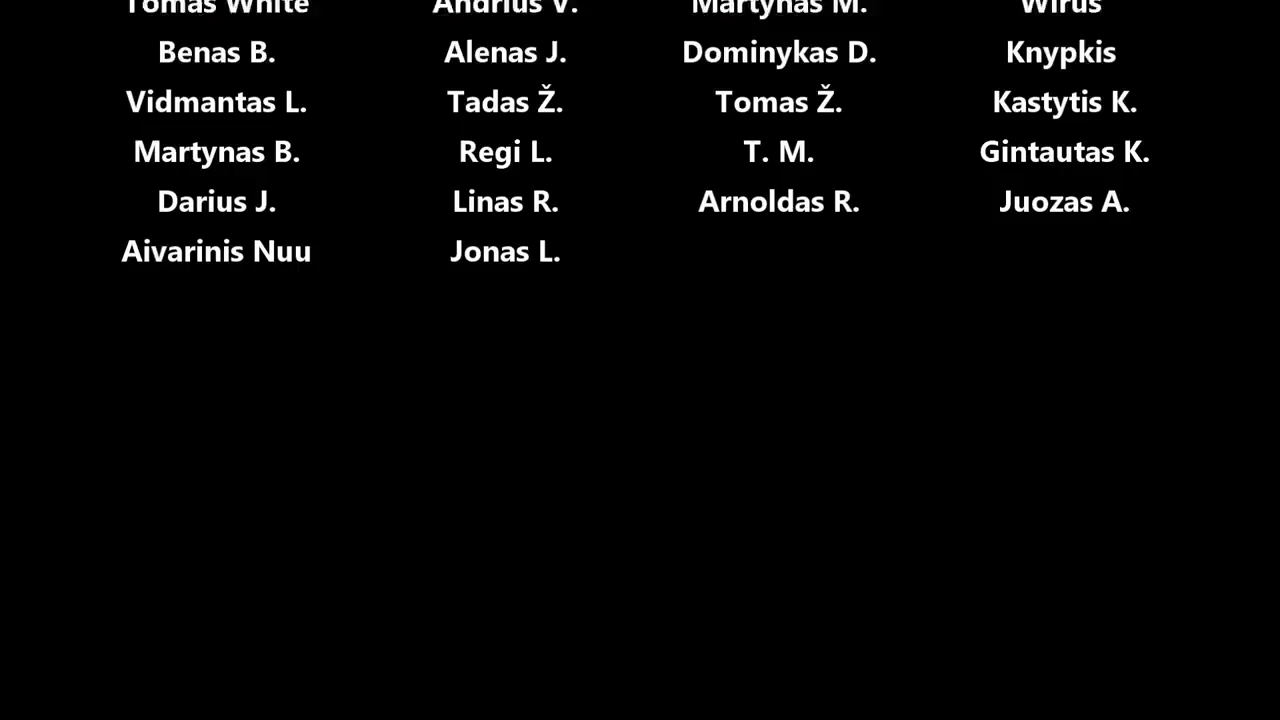 Tomas White Andrius V. Martynas M. Wirus
Benas B. Alenas J. Dominykas D. Knypkis
Vidmantas L. Tadas Ž. Tomas Ž. Kastytis K.
Martynas B. Regi L. T. M. Gintautas K.
Darius J. Linas R. Arnoldas R. Juozas A.
Aivarinis Nuu Jonas L.